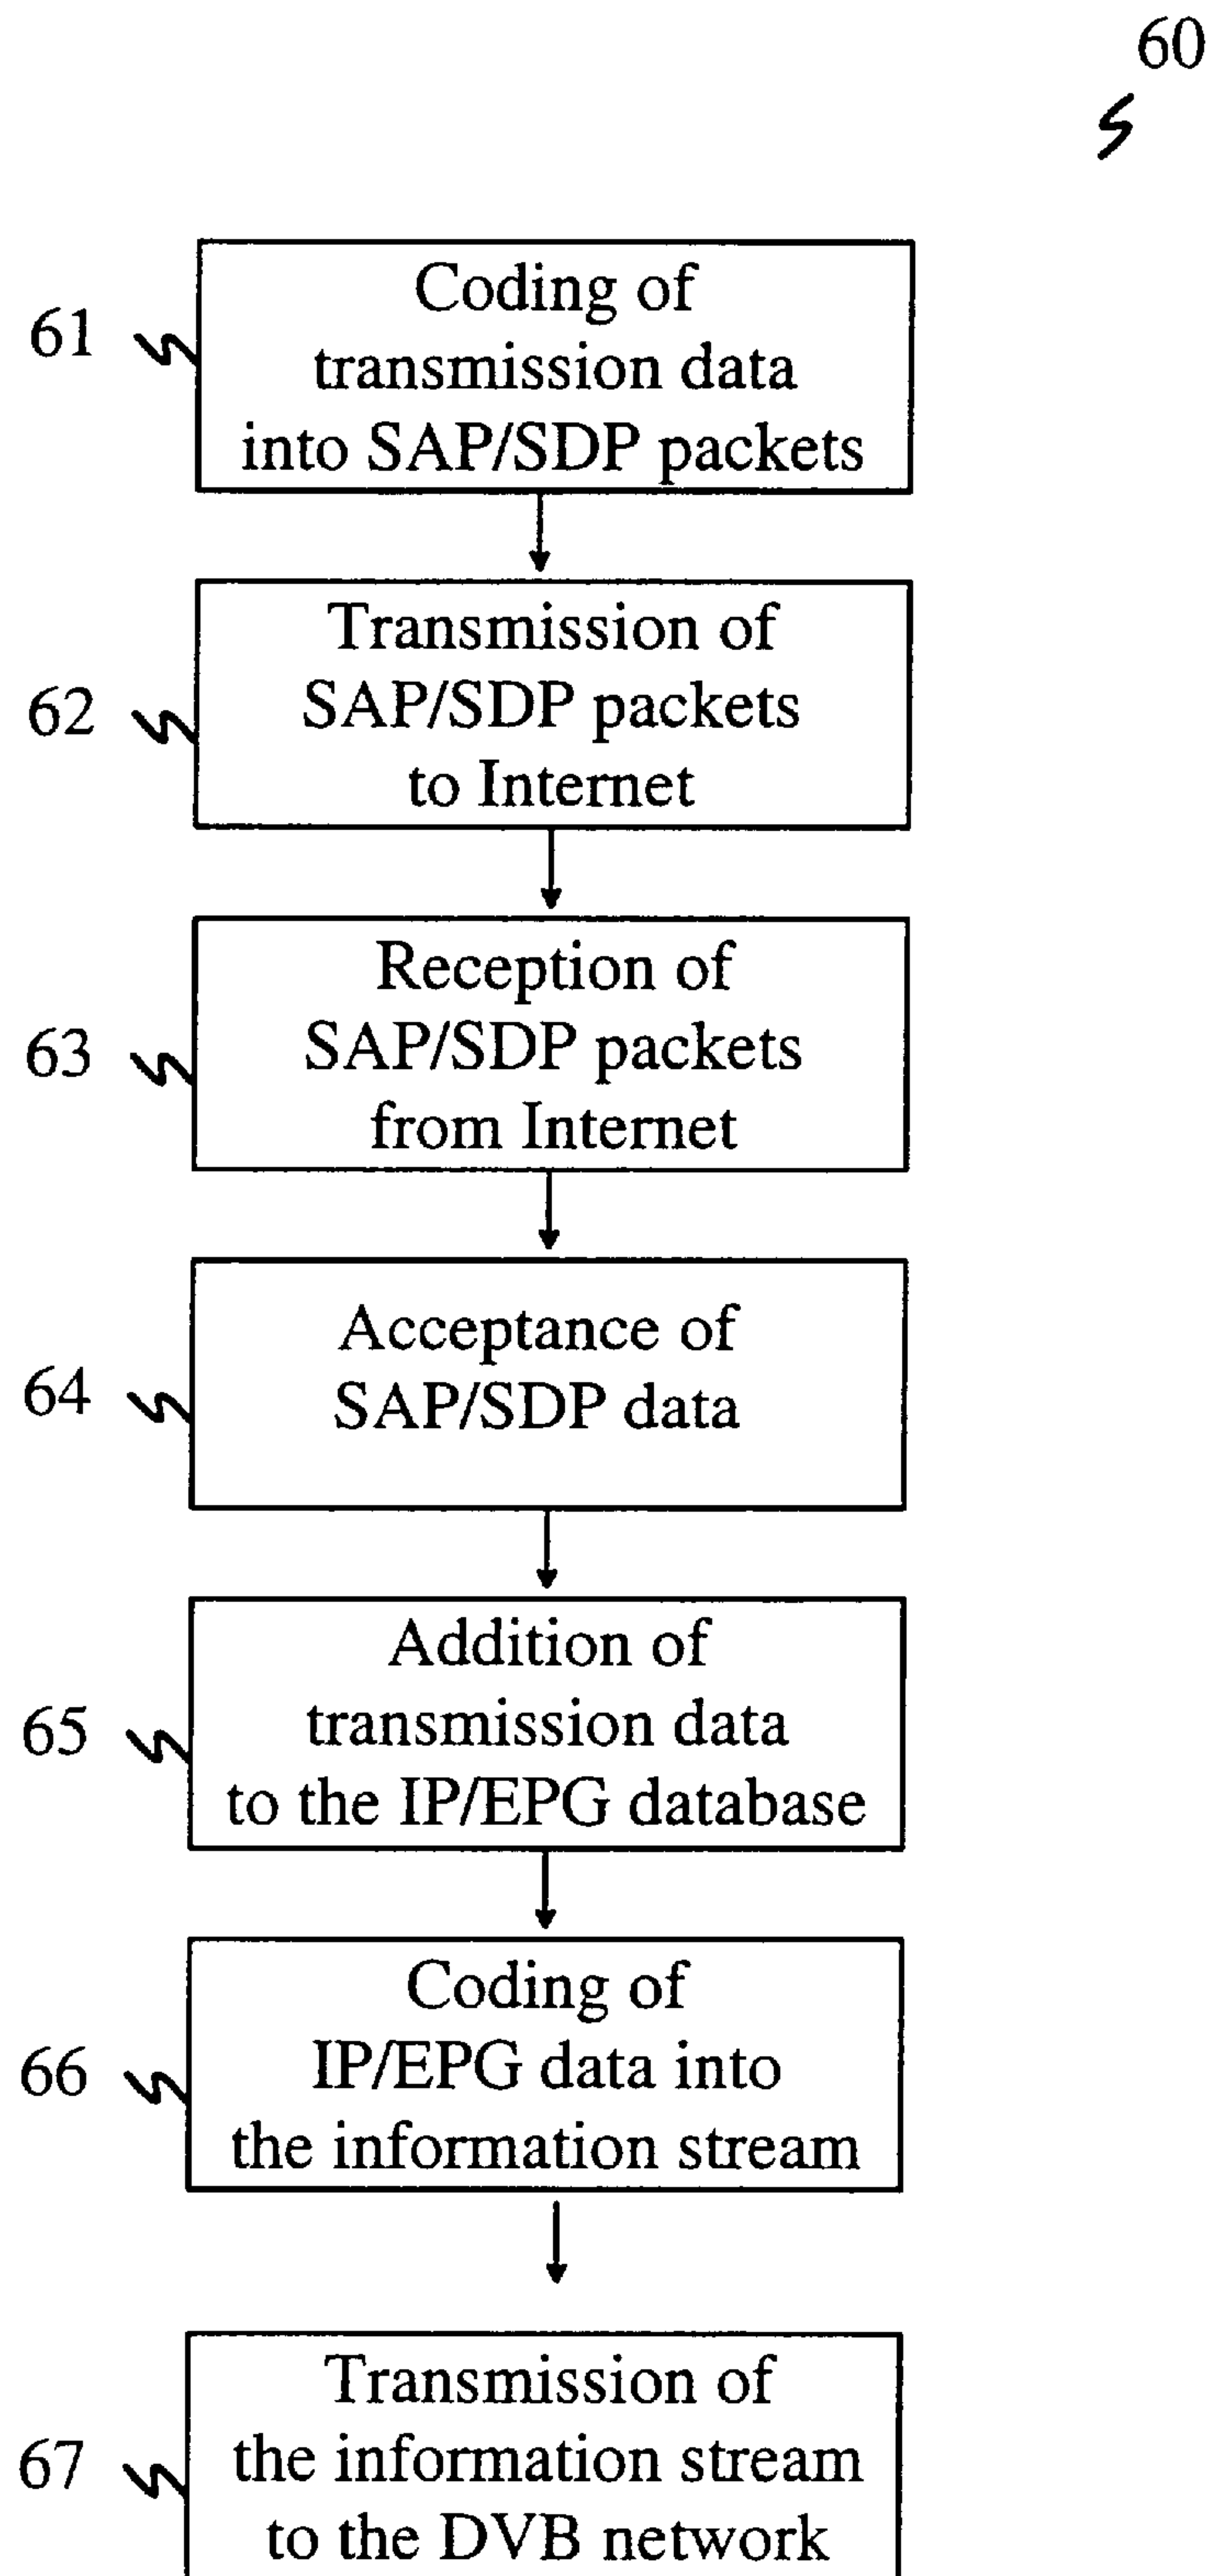 60
61
Coding of
transmission data
into SAP/SDP packets
62
Transmission of
SAP/SDP packets
to Internet
63
Reception of
SAP/SDP packets
from Internet
64
Acceptance of
SAP/SDP data
65
Addition of
transmission data
to the IP/EPG database
66
Coding of
IP/EPG data into
the information stream
67
Transmission of
the information stream
to the DVB network